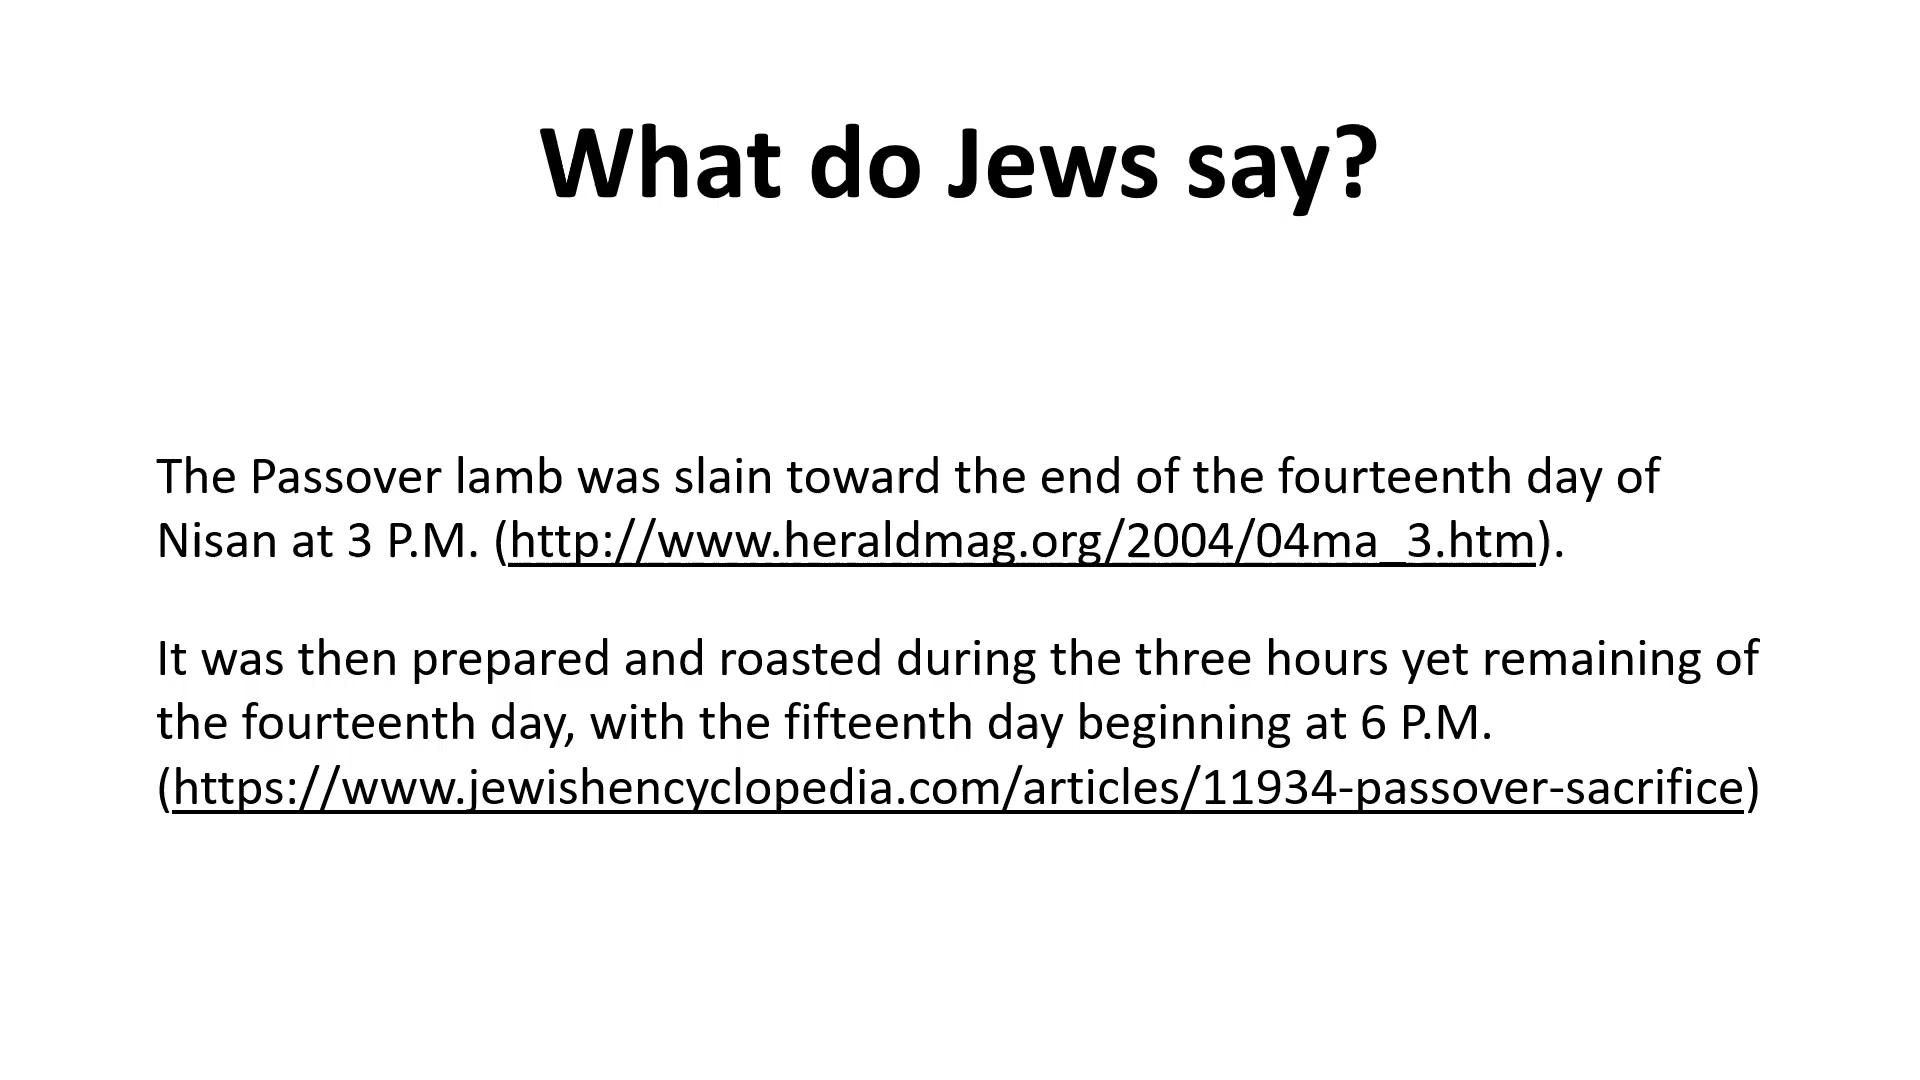 What do Jews say?
The Passover lamb was slain toward the end of the fourteenth day of
Nisan at 3 P.M. (http://www.heraldmag.org/2004/04ma_3.htm).
It was then prepared and roasted during the three hours yet remaining of
the fourteenth day, with the fifteenth day beginning at 6 P.M.
(https://www.jewishencyclopedia.com/articles/11934-passover-sacrifice)